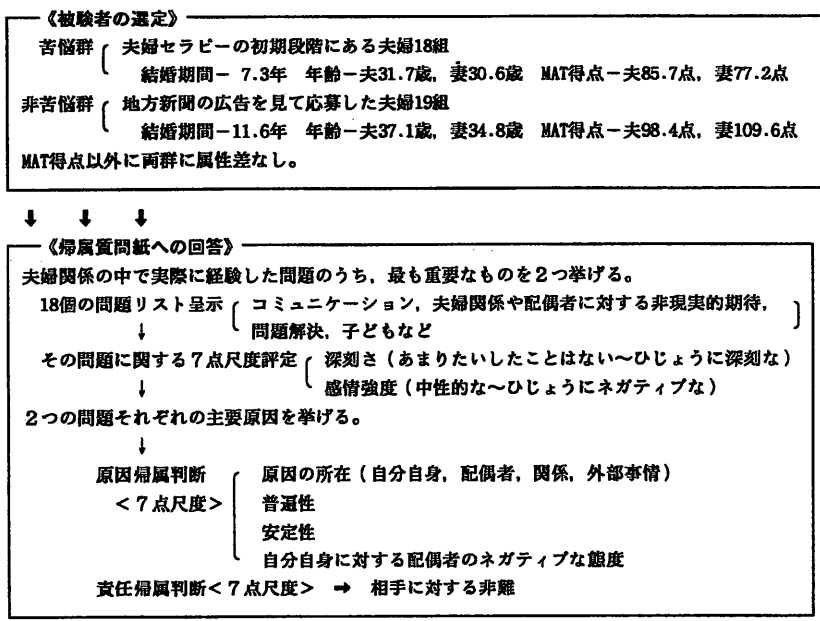 《被験者の選定》
苦悩群 夫婦セラピーの初期段階にある夫婦18組
結婚期間－ 7.3年 年齢－夫31.7歳，妻30.6歳 MAT得点－夫85.7点，妻77.2点
非苦悩群 地方新聞の広告を見て応募した夫婦19組
結婚期間－11.6年 年齢－夫37.1歳，妻34.8歳 MAT得点－夫98.4点，妻109.6点
MAT得点以外に両群に属性差なし。
⬇ ⬇ ⬇
《帰属質問紙への回答》
夫婦関係の中で実際に経験した問題のうち，最も重要なものを２つ挙げる。
18個の問題リスト呈示 コミュニケーション，夫婦関係や配偶者に対する非現実的期待，
↓ 問題解決，子どもなど
その問題に関する７点尺度評定 深刻さ（あまりたいしたことはない～ひじょうに深刻な）
↓ 感情強度（中性的な～ひじょうにネガティブな）
２つの問題それぞれの主要原因を挙げる。
↓
原因帰属判断 原因の所在（自分自身，配偶者，関係，外部事情）
＜７点尺度＞ 普遍性
安定性
自分自身に対する配偶者のネガティブな態度
責任帰属判断＜７点尺度＞ ➡ 相手に対する非難